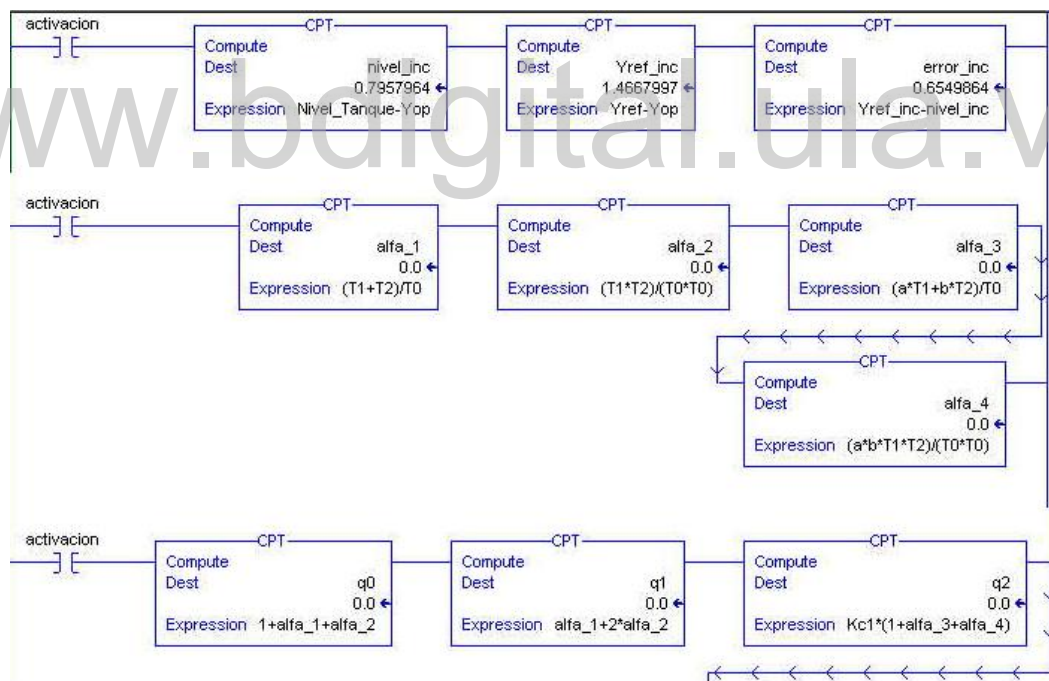 activacion
CPT
Compute
Dest nivel_inc
0.7957964
Expression Nivel_Tanque-Yop
CPT
Compute
Dest Yref_inc
1.4667997
Expression Yref-Yop
CPT
Compute
Dest error_inc
0.6549864
Expression Yref_inc-nivel_inc
www.bdigital.ula.v
activacion
CPT
Compute
Dest alfa_1
0.0
Expression (T1+T2)/T0
CPT
Compute
Dest alfa_2
0.0
Expression (T1*T2)/(T0*T0)
CPT
Compute
Dest alfa_3
0.0
Expression (a*T1+b*T2)/T0
CPT
Compute
Dest alfa_4
0.0
Expression (a*b*T1*T2)/(T0*T0)
activacion
CPT
Compute
Dest q0
0.0
Expression 1+alfa_1+alfa_2
CPT
Compute
Dest q1
0.0
Expression alfa_1+2*alfa_2
CPT
Compute
Dest q2
0.0
Expression Kc1*(1+alfa_3+alfa_4)